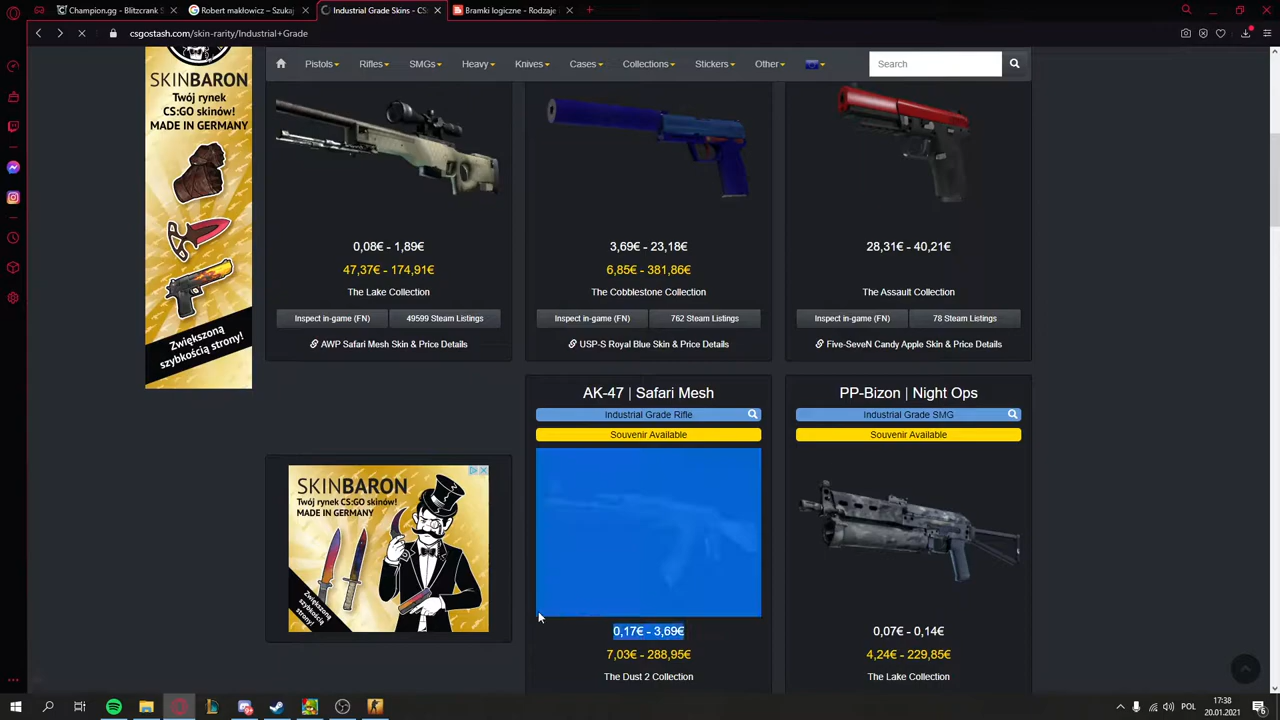 Champion.gg - Blitzcrank S
Robert makłowicz – Szukaj
Industrial Grade Skins - CS:
Bramki logiczne - Rodzaje
csgostash.com/skin-rarity/Industrial+Grade
Pistols
Rifles
SMGs
Heavy
Knives
Cases
Collections
Stickers
Other
Search
SKINBARON
Twój rynek
CS:GO skinów!
MADE IN GERMANY
Zwiększoną
szybkością strony!
0,08€ - 1,89€
47,37€ - 174,91€
The Lake Collection
Inspect in-game (FN)
49599 Steam Listings
AWP Safari Mesh Skin & Price Details
3,69€ - 23,18€
6,85€ - 381,86€
The Cobblestone Collection
Inspect in-game (FN)
762 Steam Listings
USP-S Royal Blue Skin & Price Details
28,31€ - 40,21€
The Assault Collection
Inspect in-game (FN)
78 Steam Listings
Five-SeveN Candy Apple Skin & Price Details
SKINBARON
Twój rynek CS:GO skinów!
MADE IN GERMANY
Zwiększoną
szybkością
strony!
AK-47 | Safari Mesh
Industrial Grade Rifle
Souvenir Available
0,17€ - 3,69€
7,03€ - 288,95€
The Dust 2 Collection
PP-Bizon | Night Ops
Industrial Grade SMG
Souvenir Available
0,07€ - 0,14€
4,24€ - 229,85€
The Lake Collection
POL
17:38
20.01.2021
6